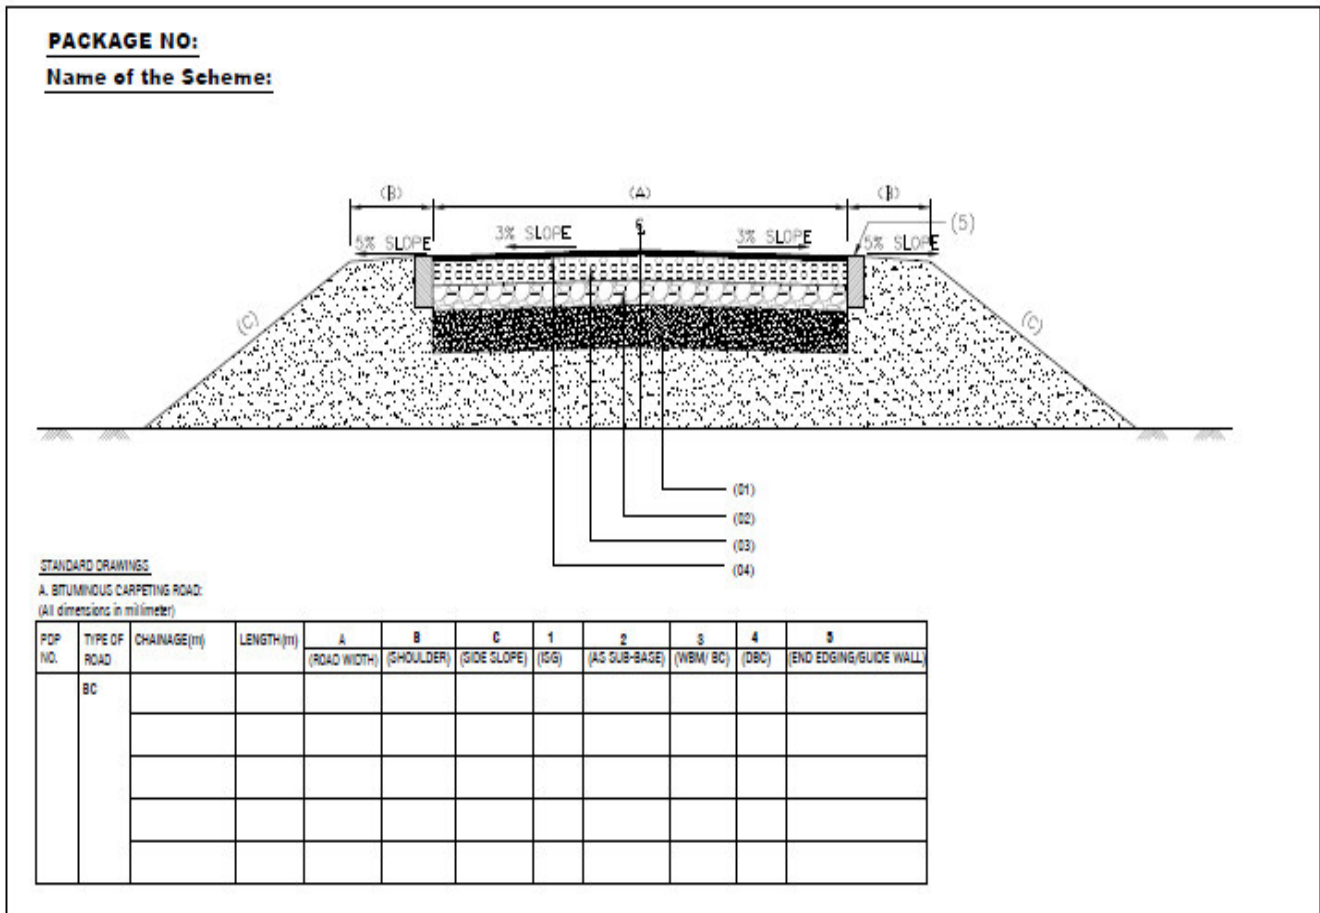 PACKAGE NO:
Name of the Scheme:
(B) (A) (B)
5% SLOPE 3% SLOPE ℄ 3% SLOPE 5% SLOPE (5)
(C) (C)
(01)
(02)
(03)
(04)
STANDARD DRAWINGS
A. BITUMINOUS CARPETING ROAD:
(All dimensions in millimeter)
PDP NO. TYPE OF ROAD CHAINAGE(m) LENGTH(m) A (ROAD WIDTH) B (SHOULDER) C (SIDE SLOPE) 1 (ISG) 2 (AS SUB-BASE) 3 (WBM/ BC) 4 (DBC) 5 (END EDGING/GUIDE WALL)
BC